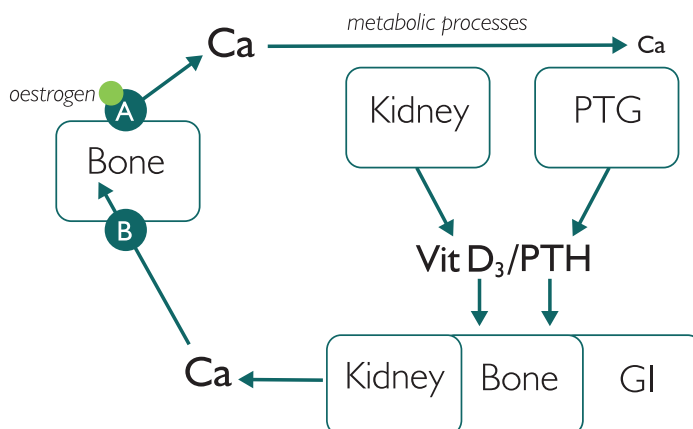 metabolic processes
Ca
Ca
oestrogen
A
Kidney
PTG
Bone
B
Vit D₃/PTH
Ca
Kidney
Bone
GI